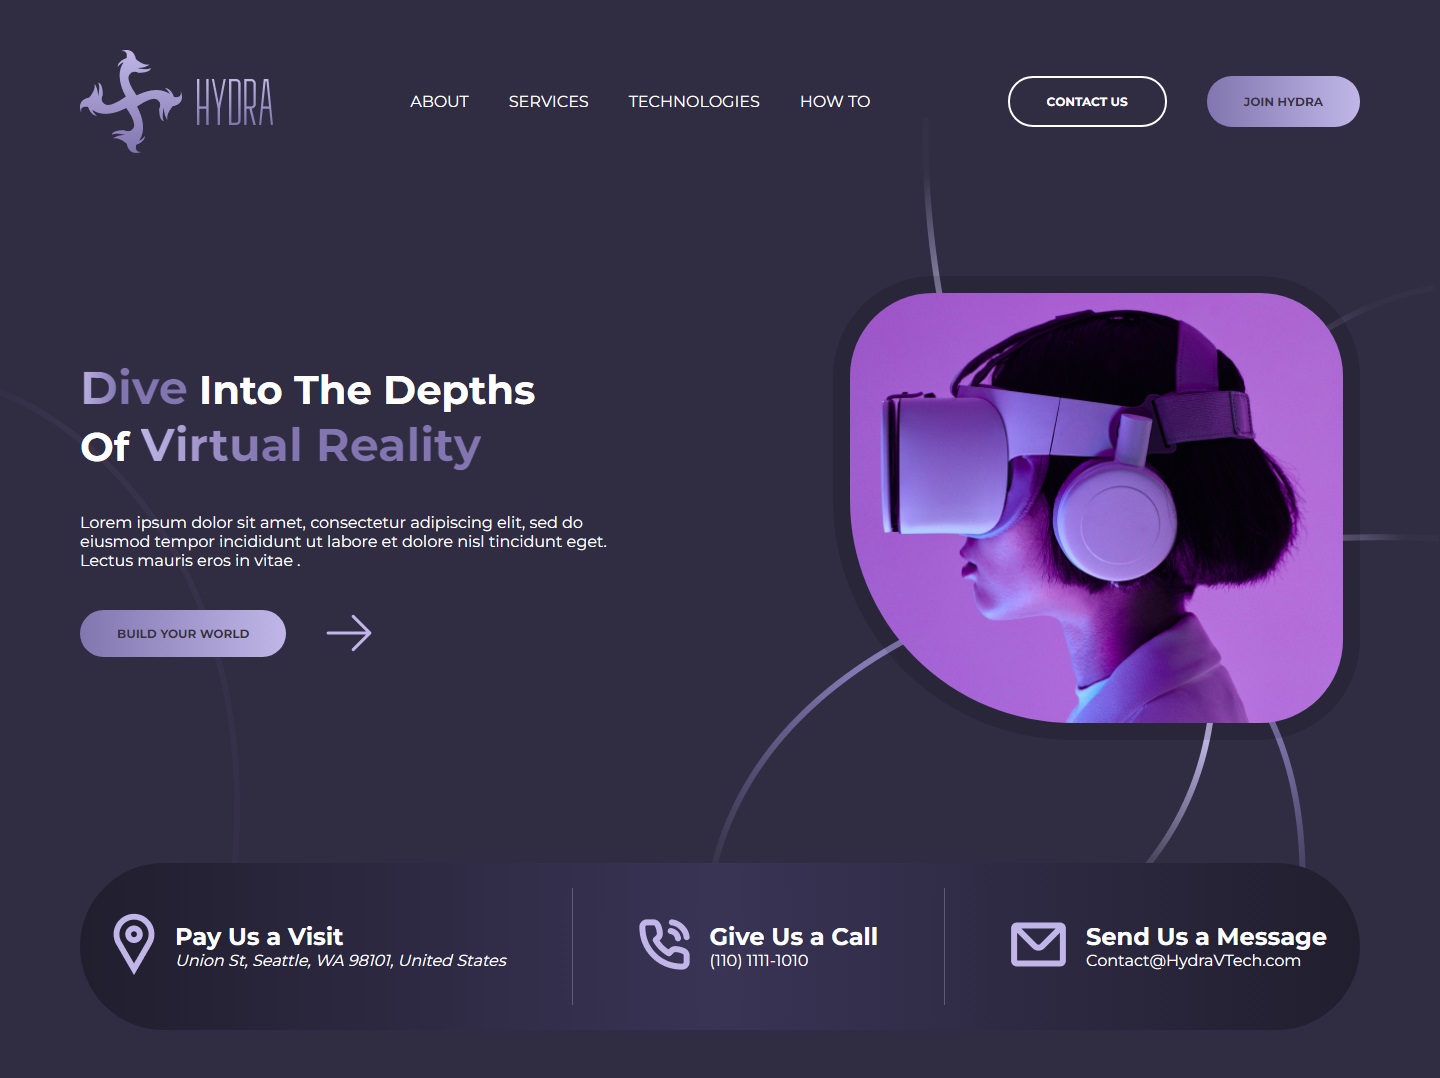 HYDRA
ABOUT
SERVICES
TECHNOLOGIES
HOW TO
CONTACT US
JOIN HYDRA
Dive Into The Depths
Of Virtual Reality
Lorem ipsum dolor sit amet, consectetur adipiscing elit, sed do
eiusmod tempor incididunt ut labore et dolore nisl tincidunt eget.
Lectus mauris eros in vitae .
BUILD YOUR WORLD
Pay Us a Visit
Union St, Seattle, WA 98101, United States
Give Us a Call
(110) 1111-1010
Send Us a Message
Contact@HydraVTech.com